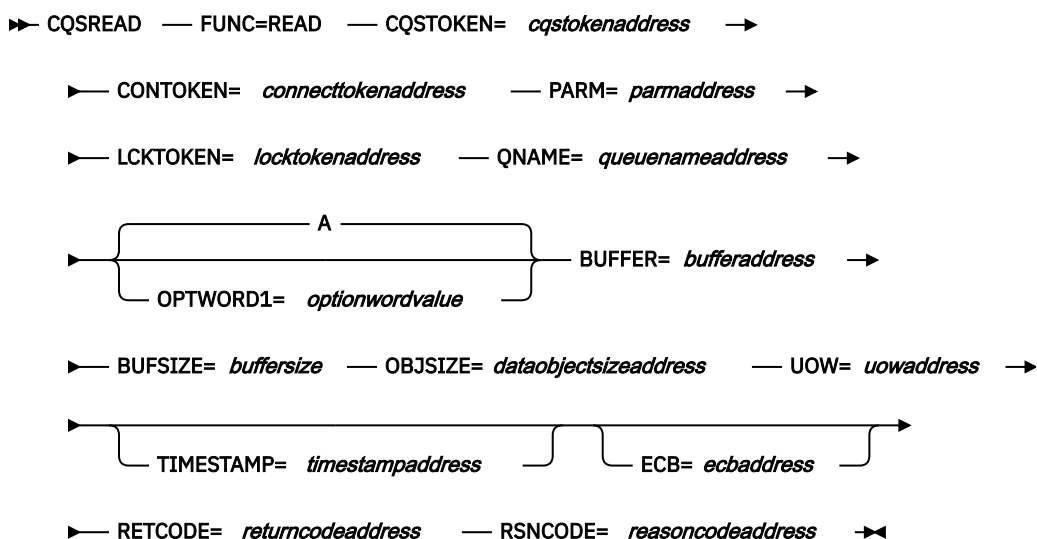 CQSREAD FUNC=READ CQSTOKEN= cqstokenaddress
CONTOKEN= connecttokenaddress PARM= parmaddress
LCKTOKEN= locktokenaddress QNAME= queuenameaddress
A
BUFFER= bufferaddress
OPTWORD1= optionwordvalue
BUFSIZE= buffersize OBJSIZE= dataobjectsizeaddress UOW= uowaddress
TIMESTAMP= timestampaddress ECB= ecbaddress
RETCODE= returncodeaddress RSNCODE= reasoncodeaddress